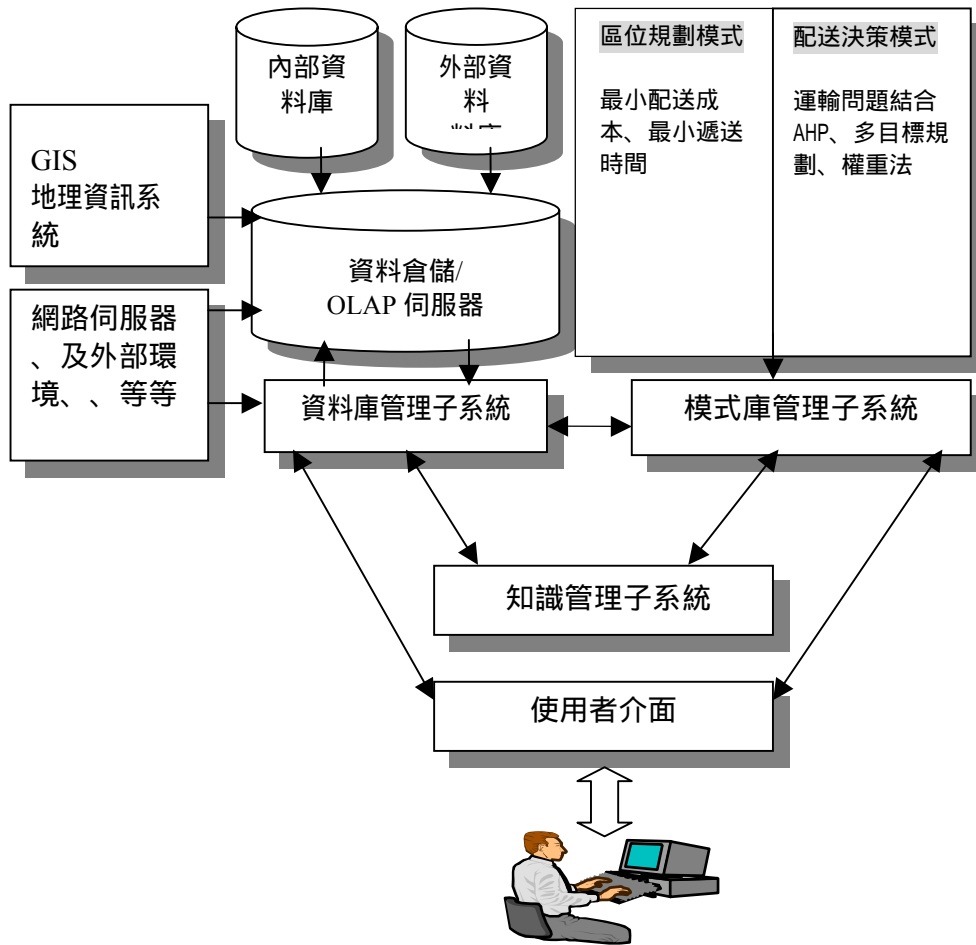 內部資
料庫
外部資
料
區位規劃模式
最小配送成
本、最小遞送
時間
配送決策模式
運輸問題結合
AHP、多目標規
劃、權重法
GIS
地理資訊系
統
資料倉儲/
OLAP 伺服器
網路伺服器
、及外部環
境、、等等
資料庫管理子系統
模式庫管理子系統
知識管理子系統
使用者介面